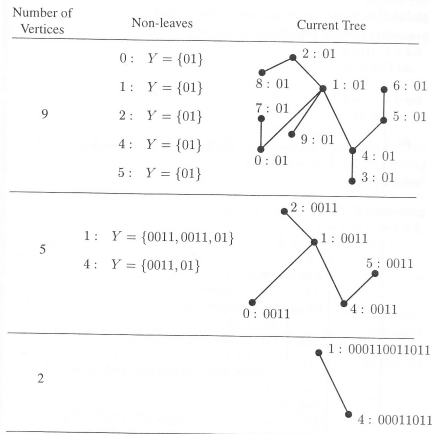 Number of Vertices Non-leaves Current Tree
9
0 : Y = {01}
1 : Y = {01}
2 : Y = {01}
4 : Y = {01}
5 : Y = {01}
2 : 01
8 : 01
1 : 01
6 : 01
7 : 01
5 : 01
9 : 01
0 : 01
4 : 01
3 : 01
5
1 : Y = {0011, 0011, 01}
4 : Y = {0011, 01}
2 : 0011
1 : 0011
5 : 0011
0 : 0011
4 : 0011
2
1 : 000110011011
4 : 00011011